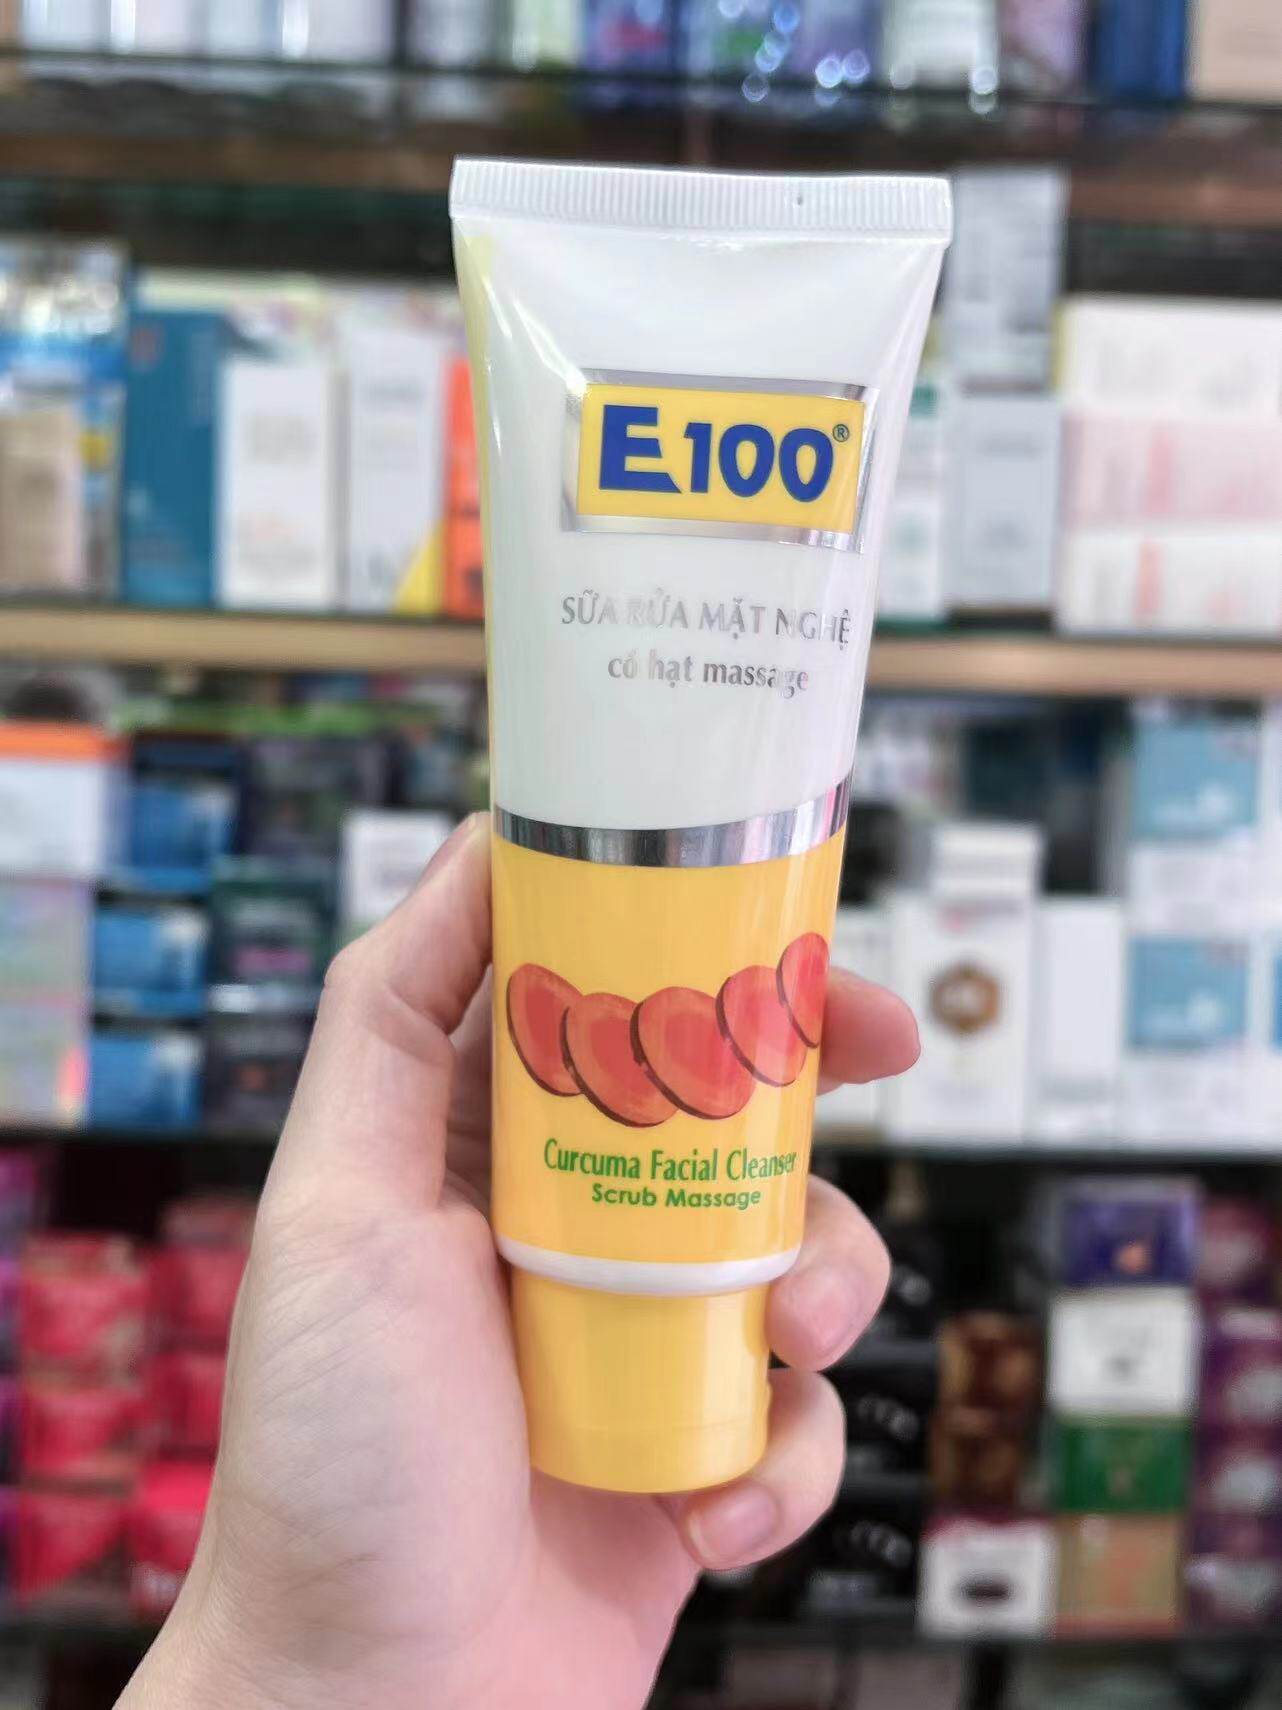 E100®
SỮA RỬA MẶT NGHỆ
có hạt massage
Curcuma Facial Cleanser
Scrub Massage